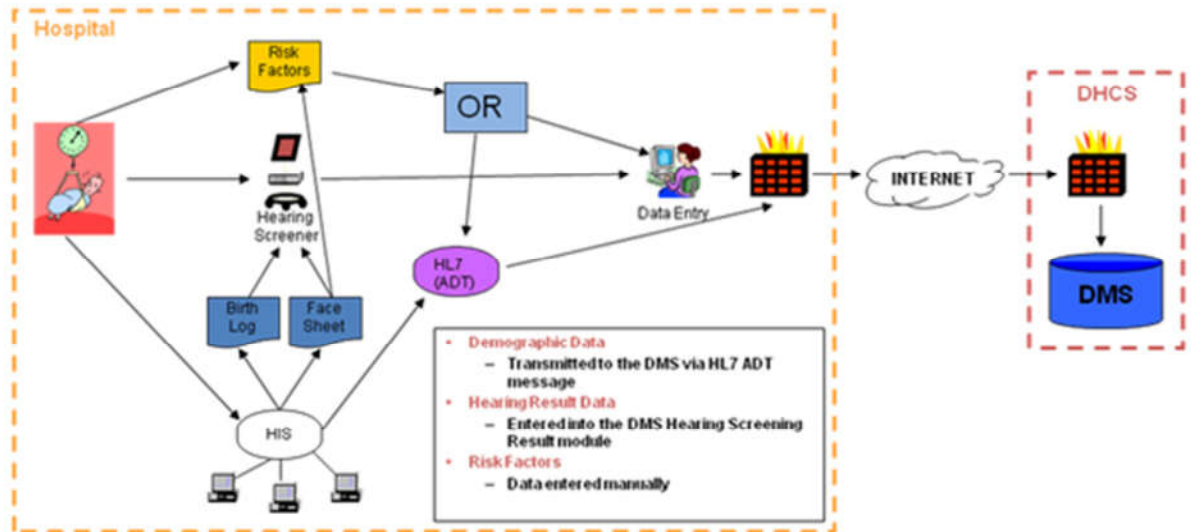 Hospital
Risk
Factors
OR
DHCS
INTERNET
Hearing
Screener
Data Entry
HL7
(ADT)
DMS
Birth
Log
Face
Sheet
HIS
• Demographic Data
– Transmitted to the DMS via HL7 ADT
message
• Hearing Result Data
– Entered into the DMS Hearing Screening
Result module
• Risk Factors
– Data entered manually